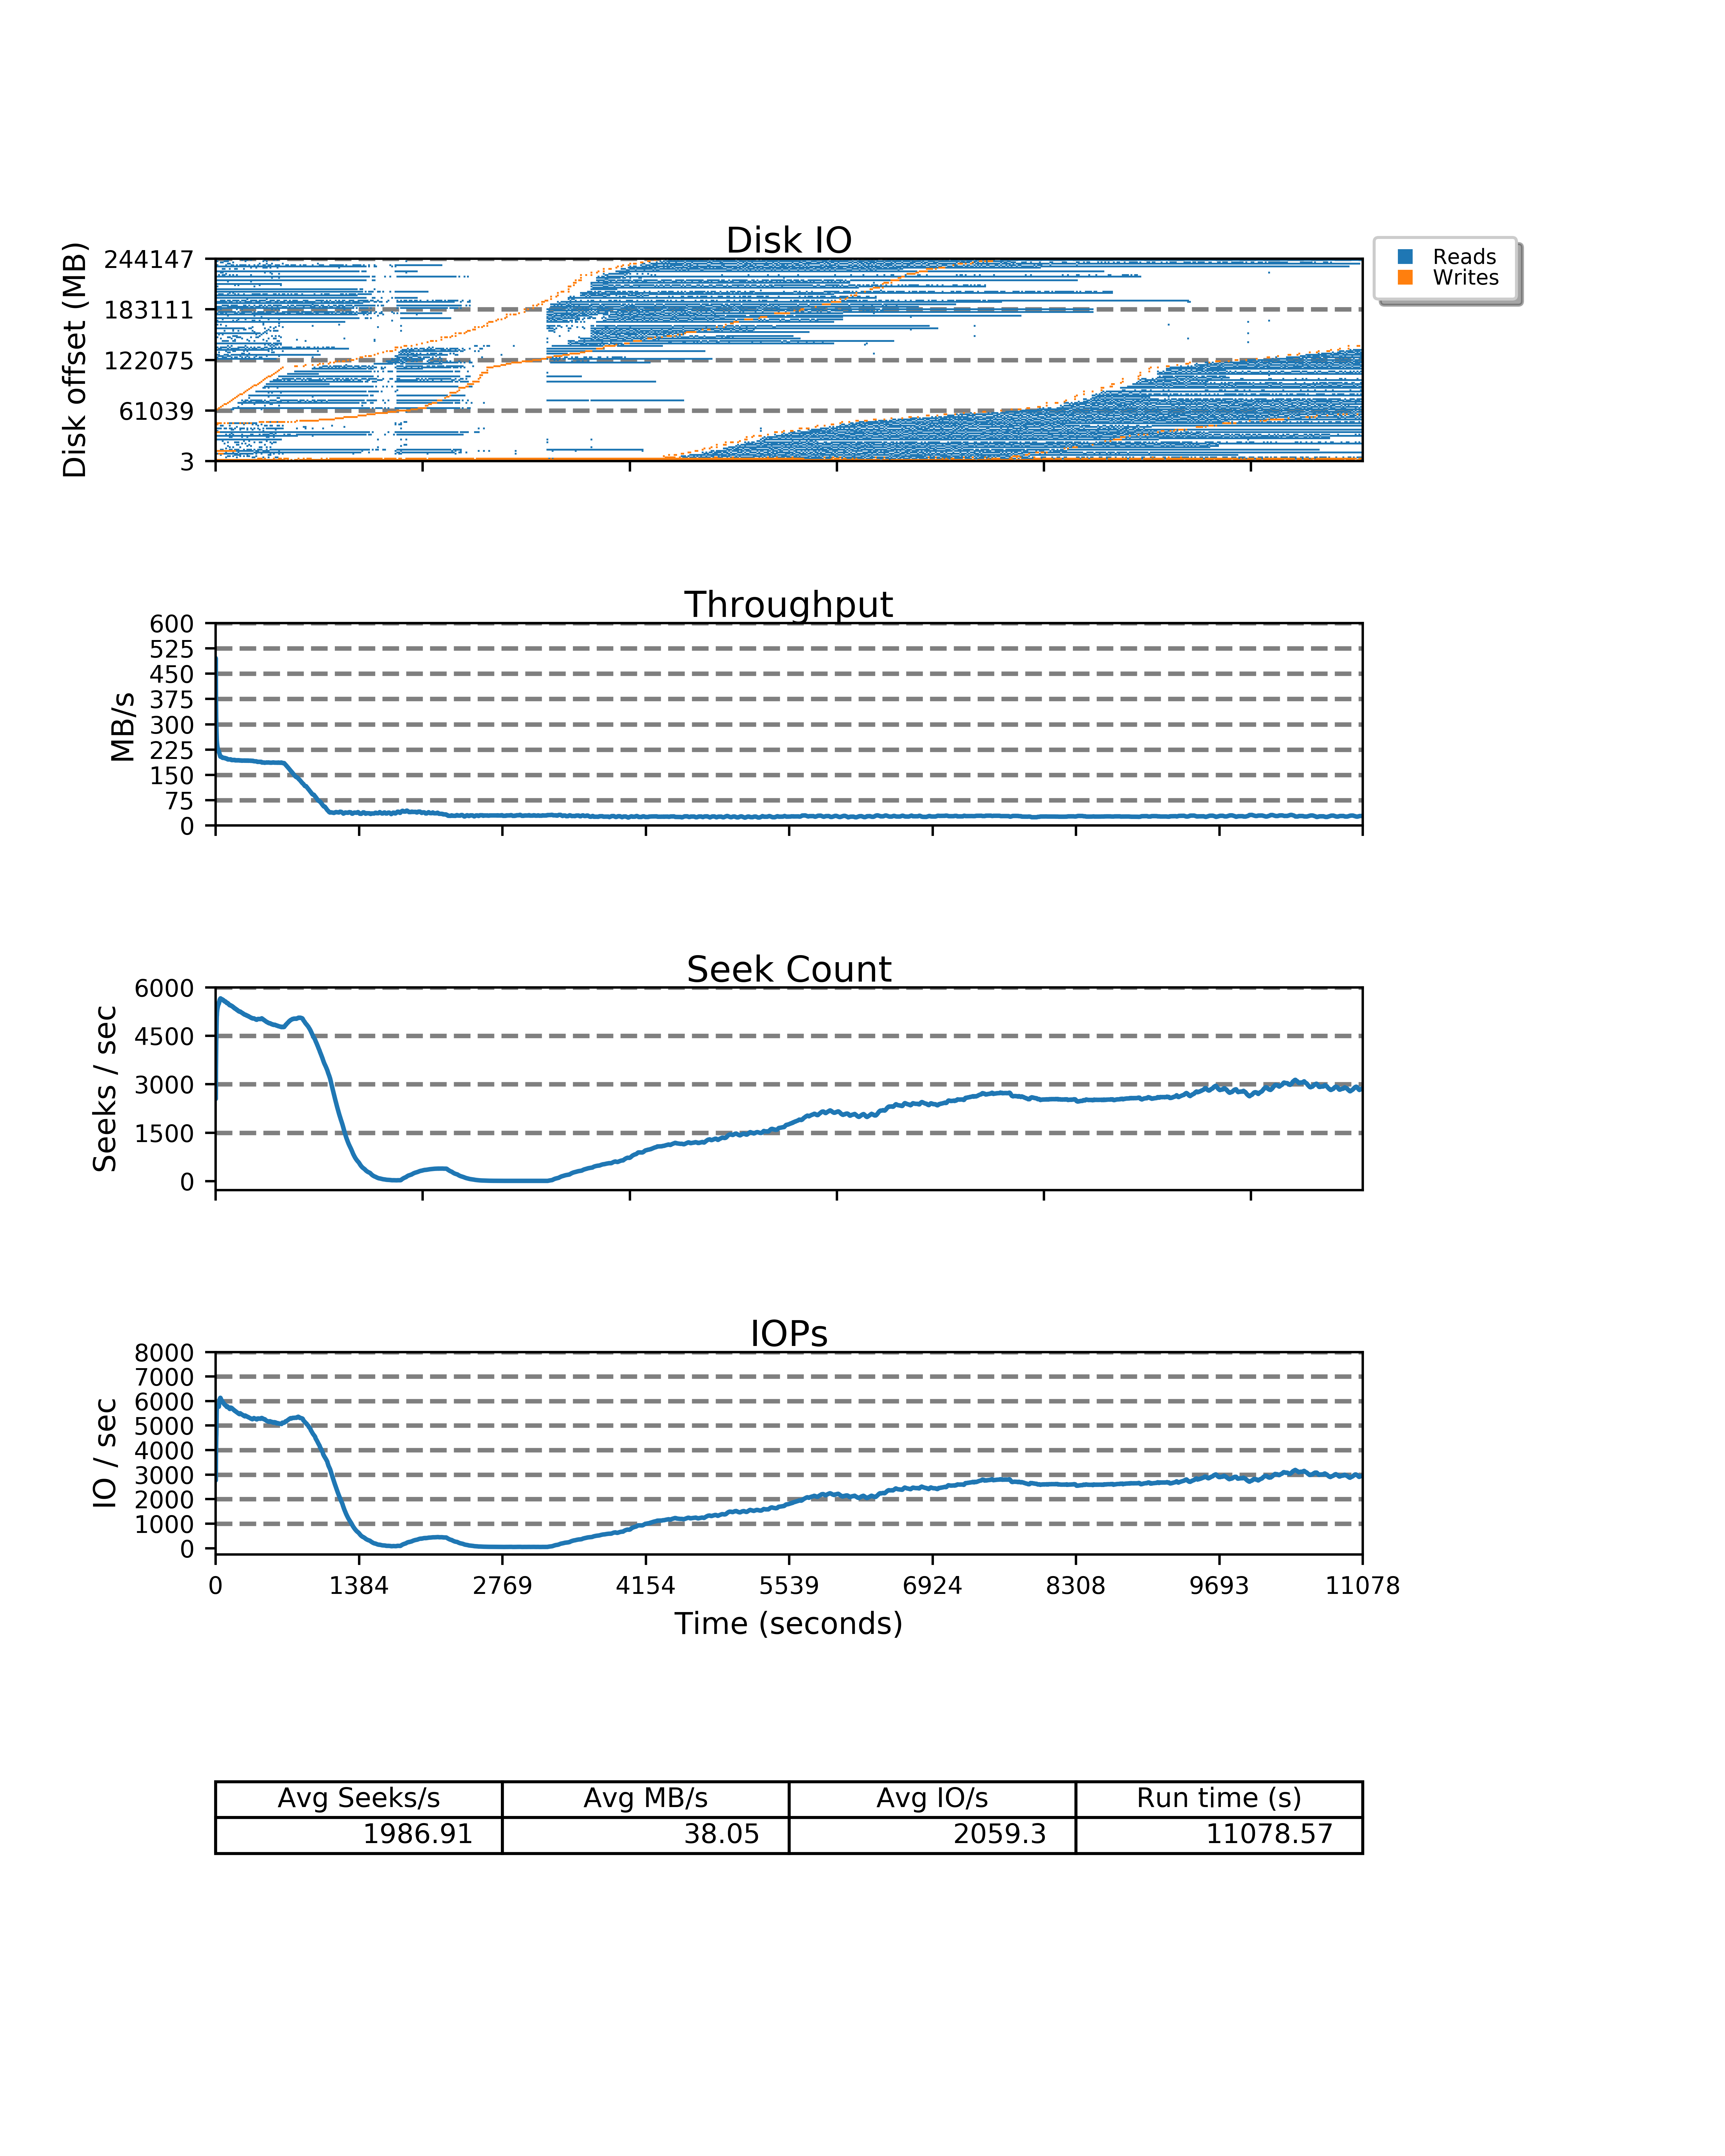 Disk IO
Disk offset (MB)
244147
183111
122075
61039
3
Reads
Writes
Throughput
MB/s
600
525
450
375
300
225
150
75
0
Seek Count
Seeks / sec
6000
4500
3000
1500
0
IOPs
IO / sec
8000
7000
6000
5000
4000
3000
2000
1000
0
0 1384 2769 4154 5539 6924 8308 9693 11078
Time (seconds)
Avg Seeks/s Avg MB/s Avg IO/s Run time (s)
1986.91 38.05 2059.3 11078.57